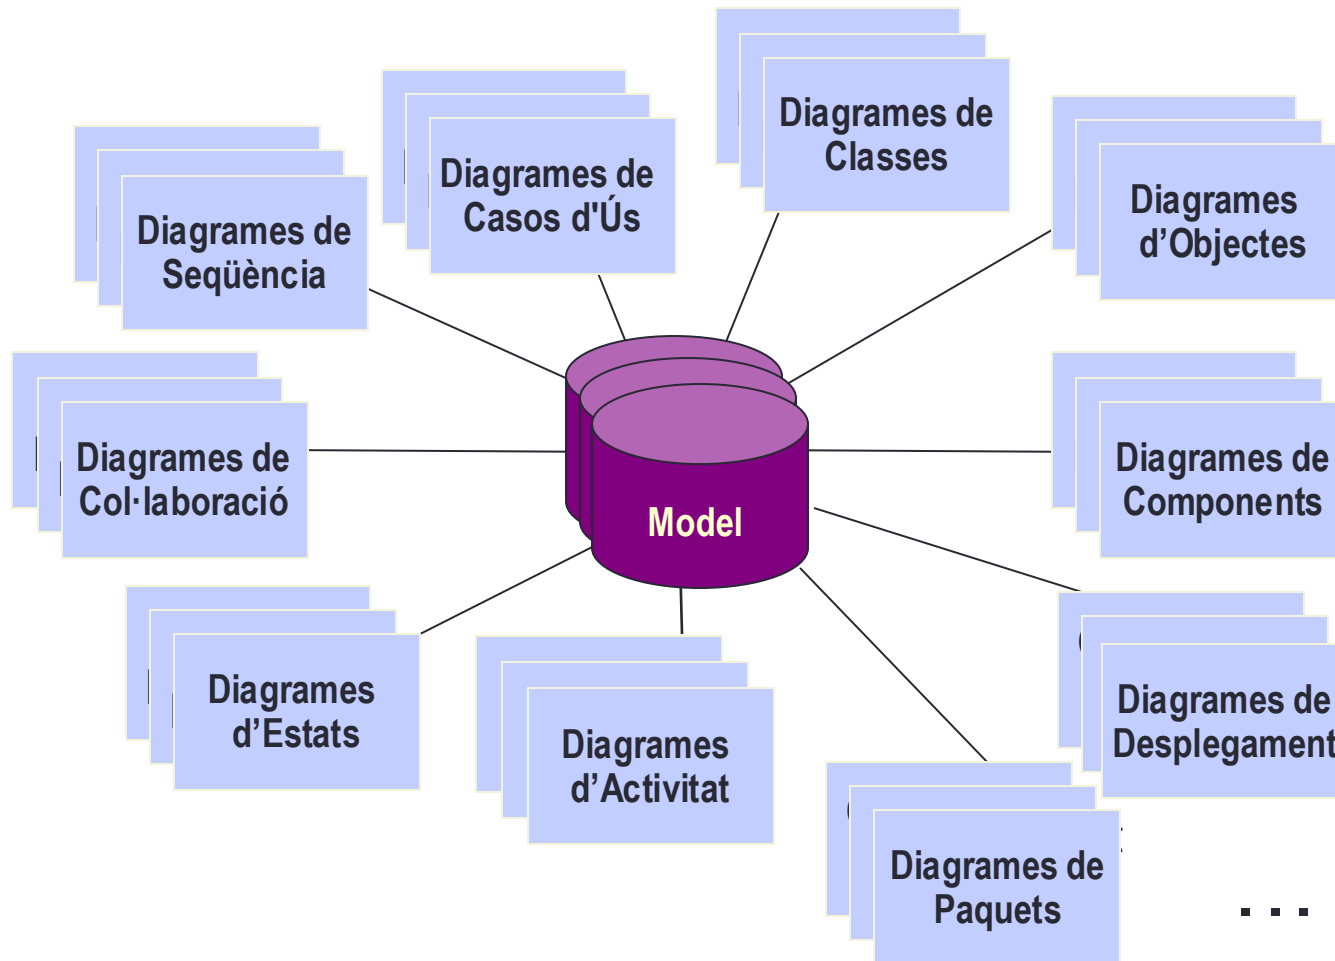 Diagrames de
Classes
Diagrames de
Casos d'Ús
Diagrames
d’Objectes
Diagrames de
Seqüència
Diagrames de
Col·laboració
Model
Diagrames de
Components
Diagrames
d’Estats
Diagrames
d’Activitat
Diagrames de
Desplegament
Diagrames de
Paquets
...